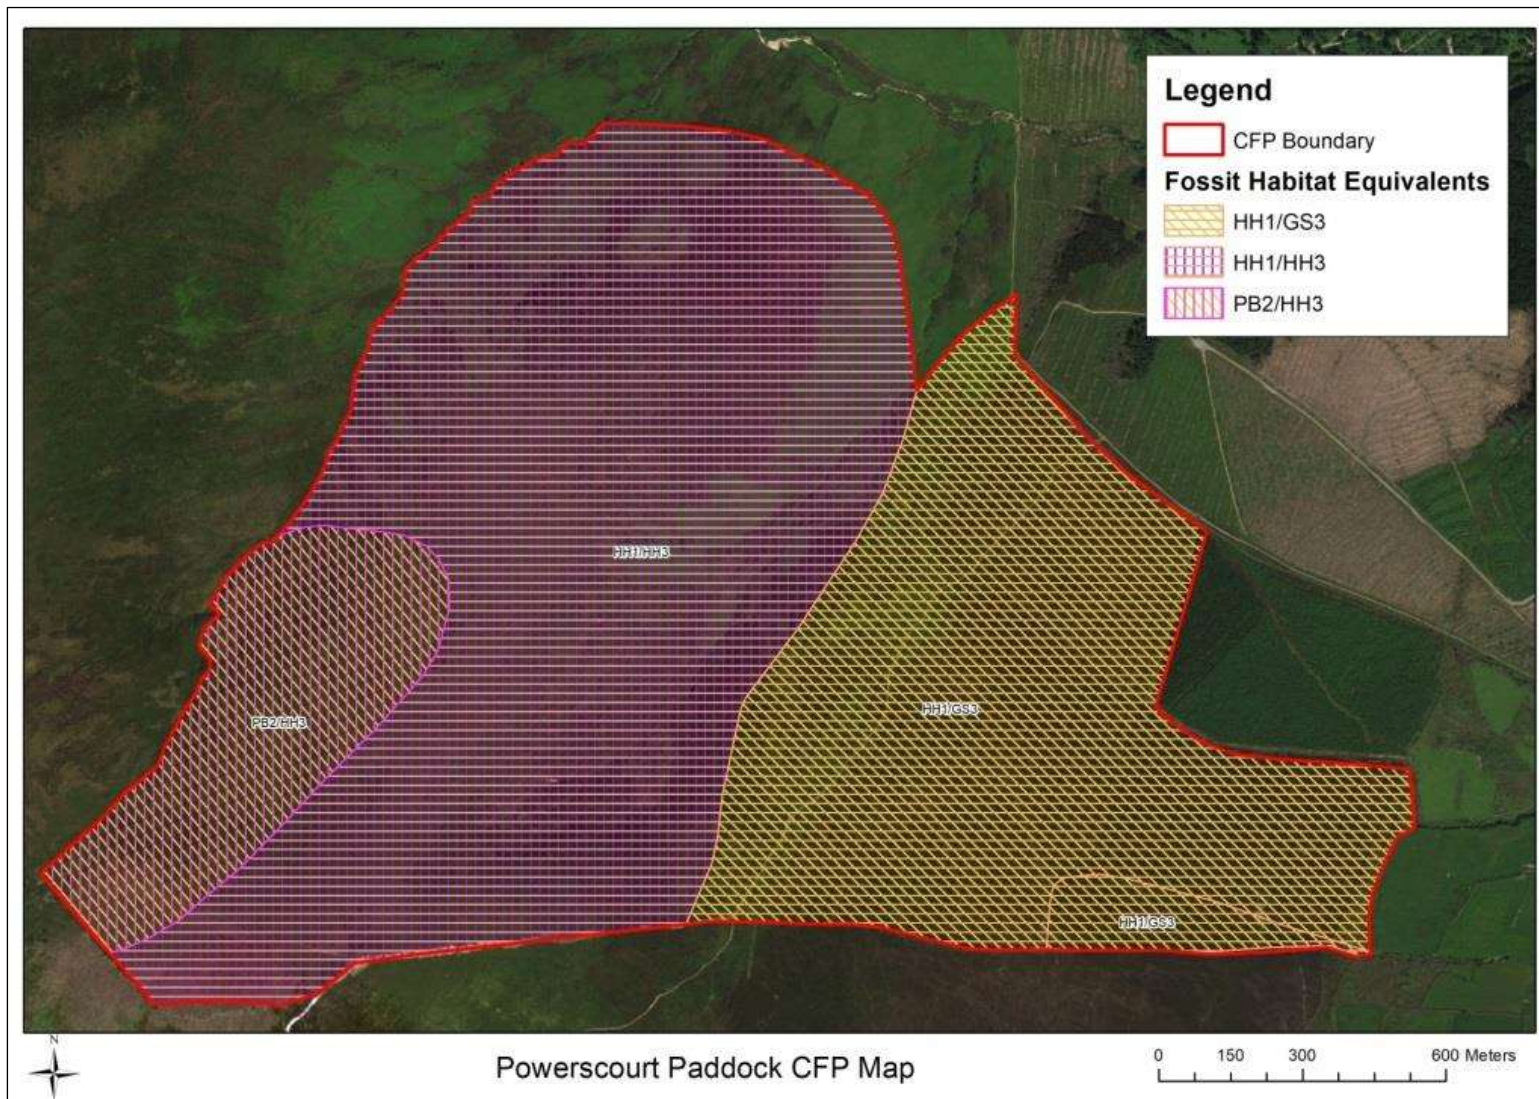 Legend
CFP Boundary
Fossit Habitat Equivalents
HH1/GS3
HH1/HH3
PB2/HH3
HH1/HH3
PB2/HH3
HH1/GS3
HH1/GS3
N
Powerscourt Paddock CFP Map
0 150 300 600 Meters